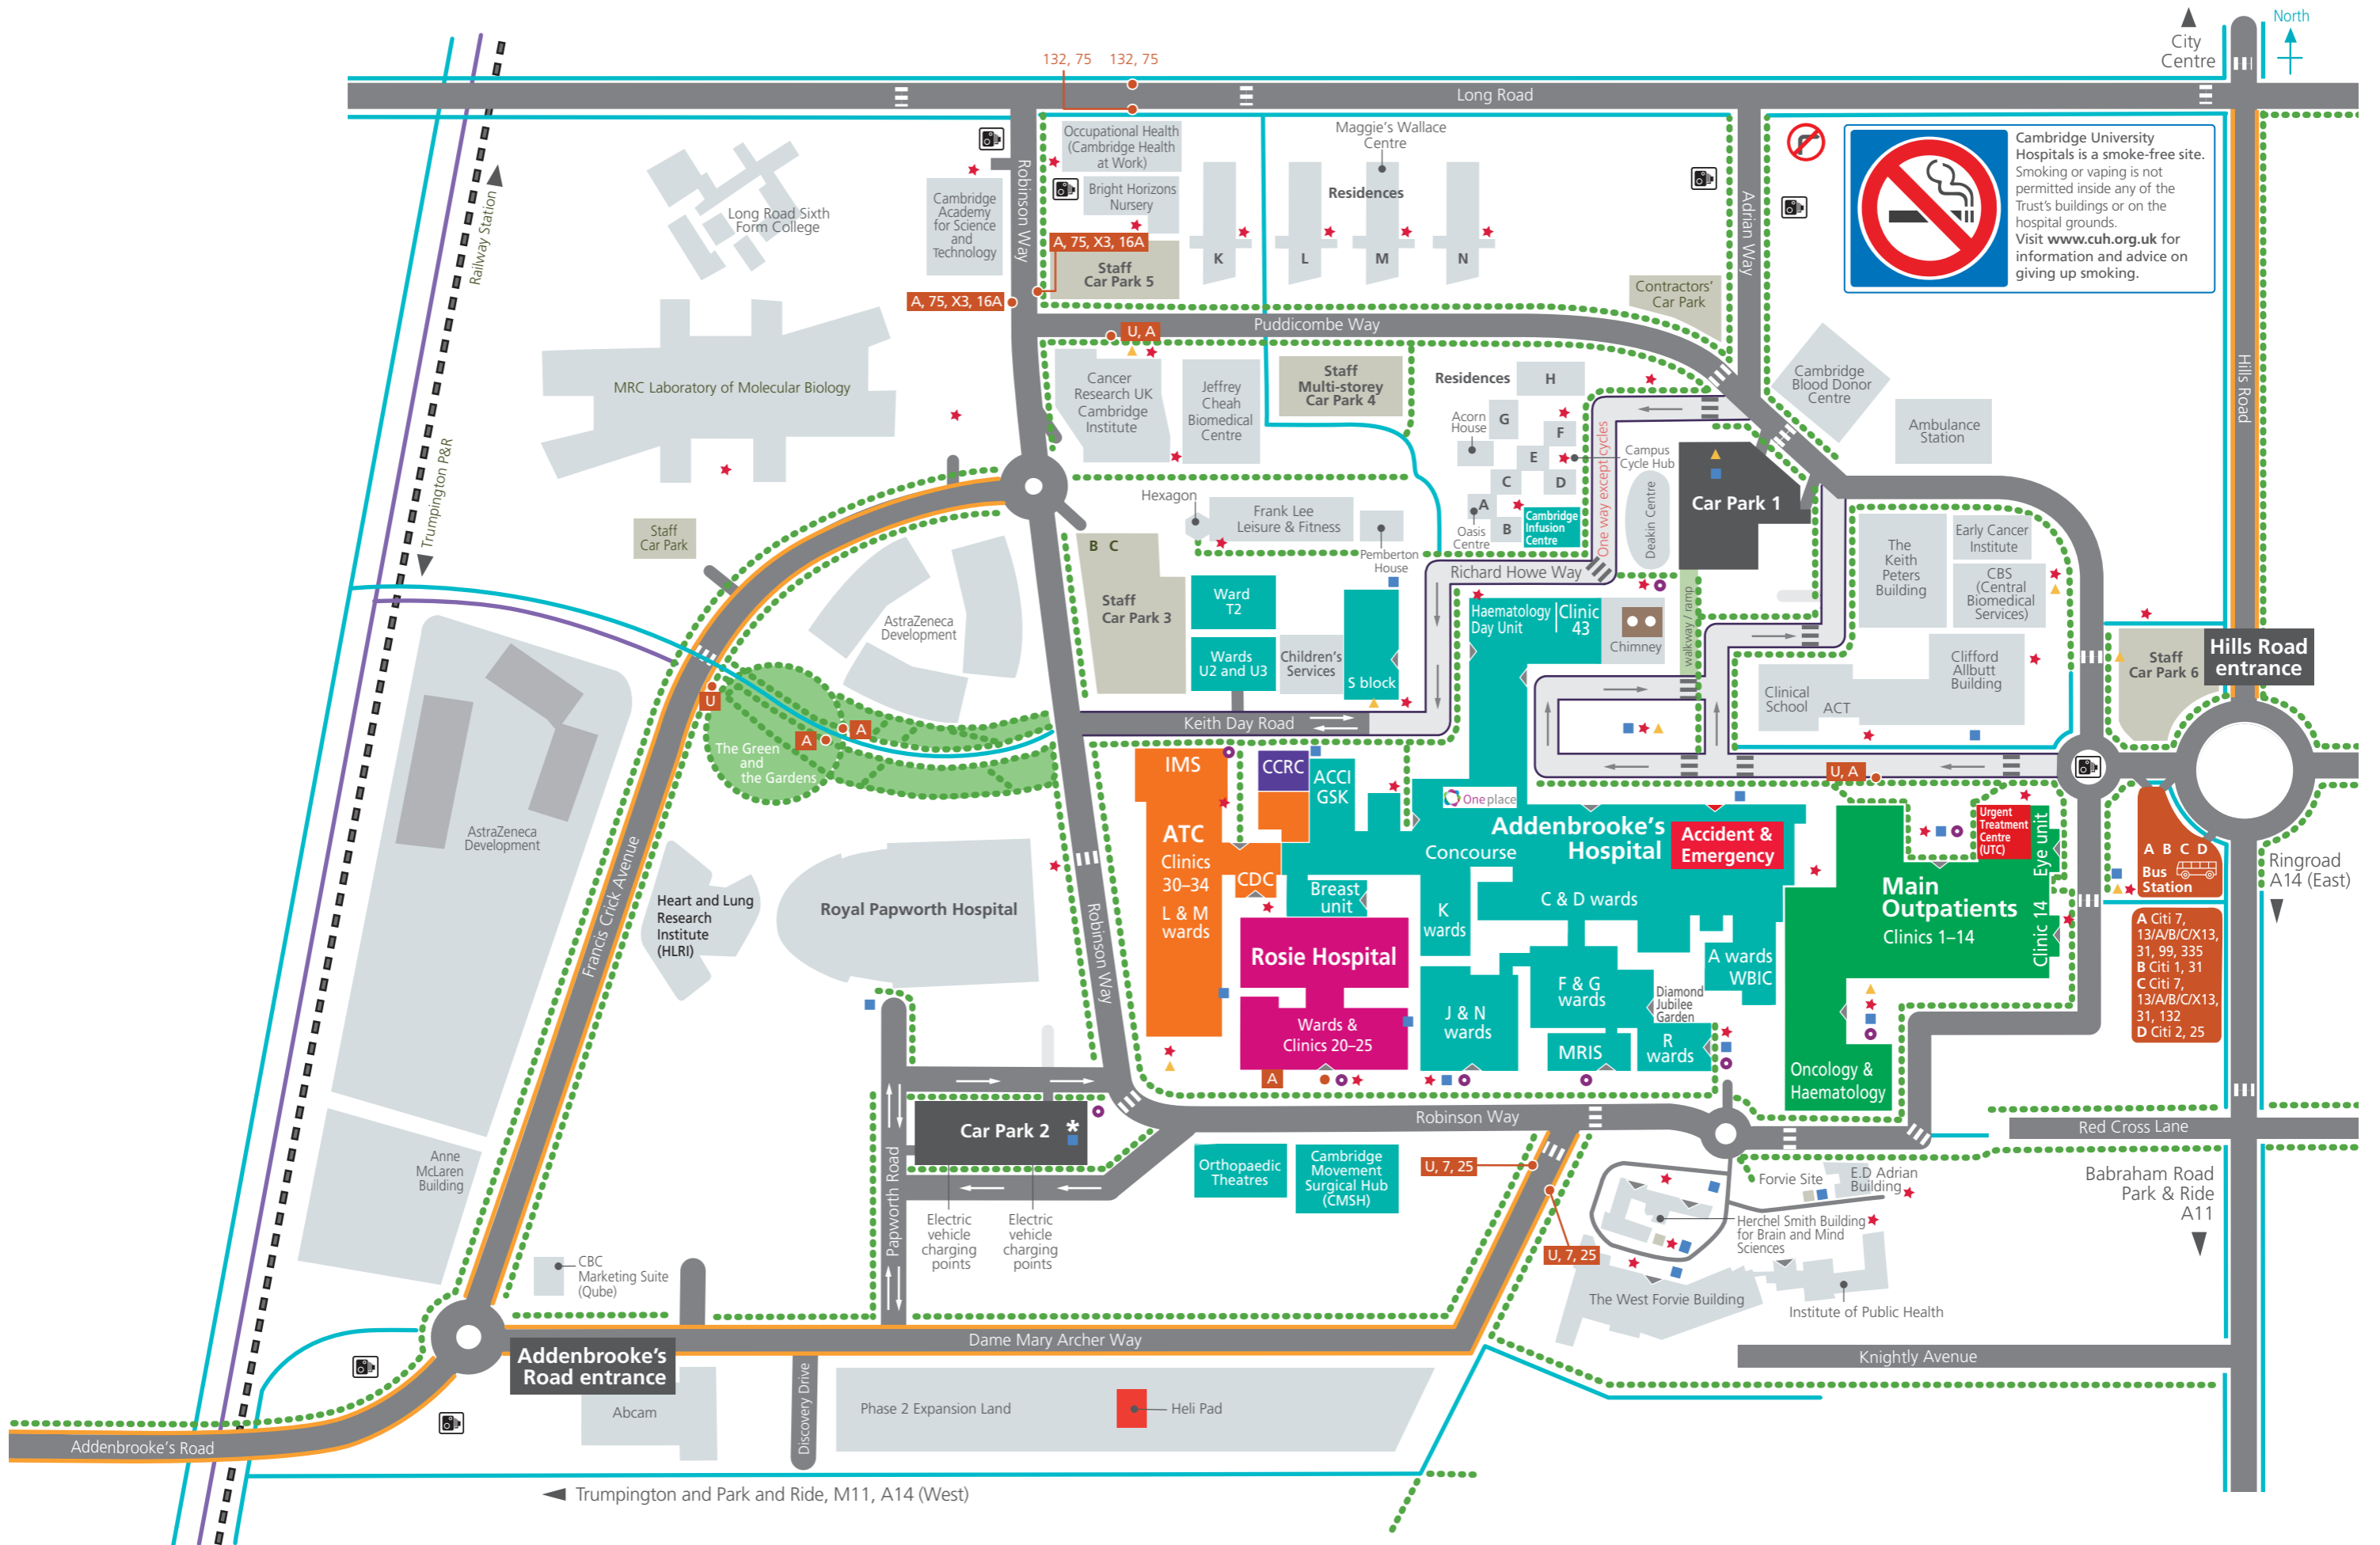 North
City
Centre
132, 75
132, 75
Long Road
Cambridge University
Hospitals is a smoke-free site.
Smoking or vaping is not
permitted inside any of the
Trust's buildings or on the
hospital grounds.
Visit www.cuh.org.uk for
information and advice on
giving up smoking.
Occupational Health
(Cambridge Health
at Work)
Bright Horizons
Nursery
Maggie's Wallace
Centre
Residences
K
L
M
N
Robinson Way
Adrian Way
Railway Station
Long Road Sixth
Form College
Cambridge
Academy
for Science
and
Technology
A, 75, X3, 16A
Staff
Car Park 5
A, 75, X3, 16A
Contractors'
Car Park
Puddicombe Way
U, A
Hills Road
MRC Laboratory of Molecular Biology
Cancer
Research UK
Cambridge
Institute
Jeffrey
Cheah
Biomedical
Centre
Staff
Multi-storey
Car Park 4
Residences
H
G
F
E
D
C
A
B
Acorn
House
Campus
Cycle Hub
Oasis
Centre
Cambridge
Infusion
Centre
One way except cycles
Deakin Centre
Car Park 1
Cambridge
Blood Donor
Centre
Ambulance
Station
Trumpington P&R
Staff
Car Park
Hexagon
Frank Lee
Leisure & Fitness
Pemberton
House
Richard Howe Way
The
Keith
Peters
Building
Early Cancer
Institute
CBS
(Central
Biomedical
Services)
B C
Staff
Car Park 3
Ward
T2
Wards
U2 and U3
Children's
Services
S block
Haematology
Day Unit
Clinic
43
Chimney
walkway / ramp
AstraZeneca
Development
Clinical
School
ACT
Clifford
Allbutt
Building
Staff
Car Park 6
Hills Road
entrance
Keith Day Road
U
A
A
The Green
and
the Gardens
U, A
AstraZeneca
Development
IMS
ATC
Clinics
30–34
L & M
wards
CCRC
ACCI
GSK
CDC
Breast
unit
One place
Concourse
Addenbrooke's
Hospital
Accident &
Emergency
C & D wards
K
wards
Urgent
Treatment
Centre
(UTC)
Eye unit
Main
Outpatients
Clinics 1–14
Clinic 14
A B C D
Bus
Station
Ringroad
A14 (East)
A Citi 7,
13/A/B/C/X13,
31, 99, 335
B Citi 1, 31
C Citi 7,
13/A/B/C/X13,
31, 132
D Citi 2, 25
Francis Crick Avenue
Heart and Lung
Research
Institute
(HLRI)
Royal Papworth Hospital
Robinson Way
Rosie Hospital
Wards &
Clinics 20–25
A
J & N
wards
F & G
wards
MRIS
A wards
WBIC
Diamond
Jubilee
Garden
R
wards
Oncology &
Haematology
Car Park 2
*
Robinson Way
Red Cross Lane
Papworth Road
Orthopaedic
Theatres
Cambridge
Movement
Surgical Hub
(CMSH)
U, 7, 25
U, 7, 25
Electric
vehicle
charging
points
Electric
vehicle
charging
points
Forvie Site
E.D Adrian
Building
Herchel Smith Building
for Brain and Mind
Sciences
The West Forvie Building
Institute of Public Health
Babraham Road
Park & Ride
A11
Anne
McLaren
Building
CBC
Marketing Suite
(Qube)
Dame Mary Archer Way
Knightly Avenue
Addenbrooke's
Road entrance
Abcam
Discovery Drive
Phase 2 Expansion Land
Heli Pad
Addenbrooke's Road
Trumpington and Park and Ride, M11, A14 (West)